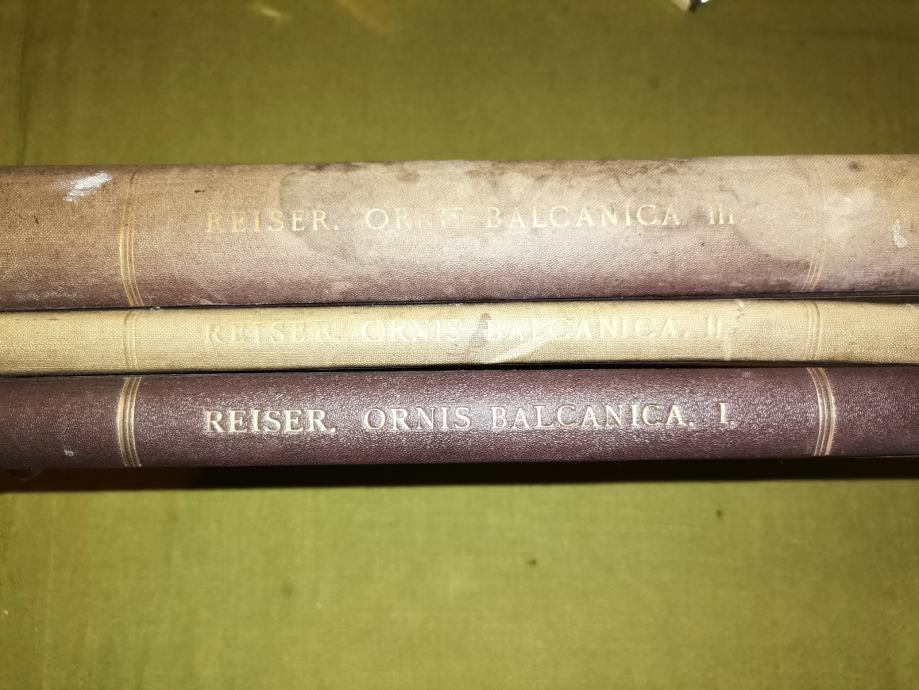 REISER. ORNIS BALCANICA. III.
REISER. ORNIS BALCANICA. II.
REISER. ORNIS BALCANICA. I.